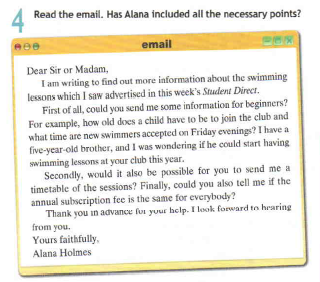 4 Read the email. Has Alana included all the necessary points?
email
Dear Sir or Madam,
I am writing to find out more information about the swimming
lessons which I saw advertised in this week's Student Direct.
First of all, could you send me some information for beginners?
For example, how old does a child have to be to join the club and
what time are new swimmers accepted on Friday evenings? I have a
five-year-old brother, and I was wondering if he could start having
swimming lessons at your club this year.
Secondly, would it also be possible for you to send me a
timetable of the sessions? Finally, could you also tell me if the
annual subscription fee is the same for everybody?
Thank you in advance for your help. I look forward to hearing
from you.
Yours faithfully,
Alana Holmes